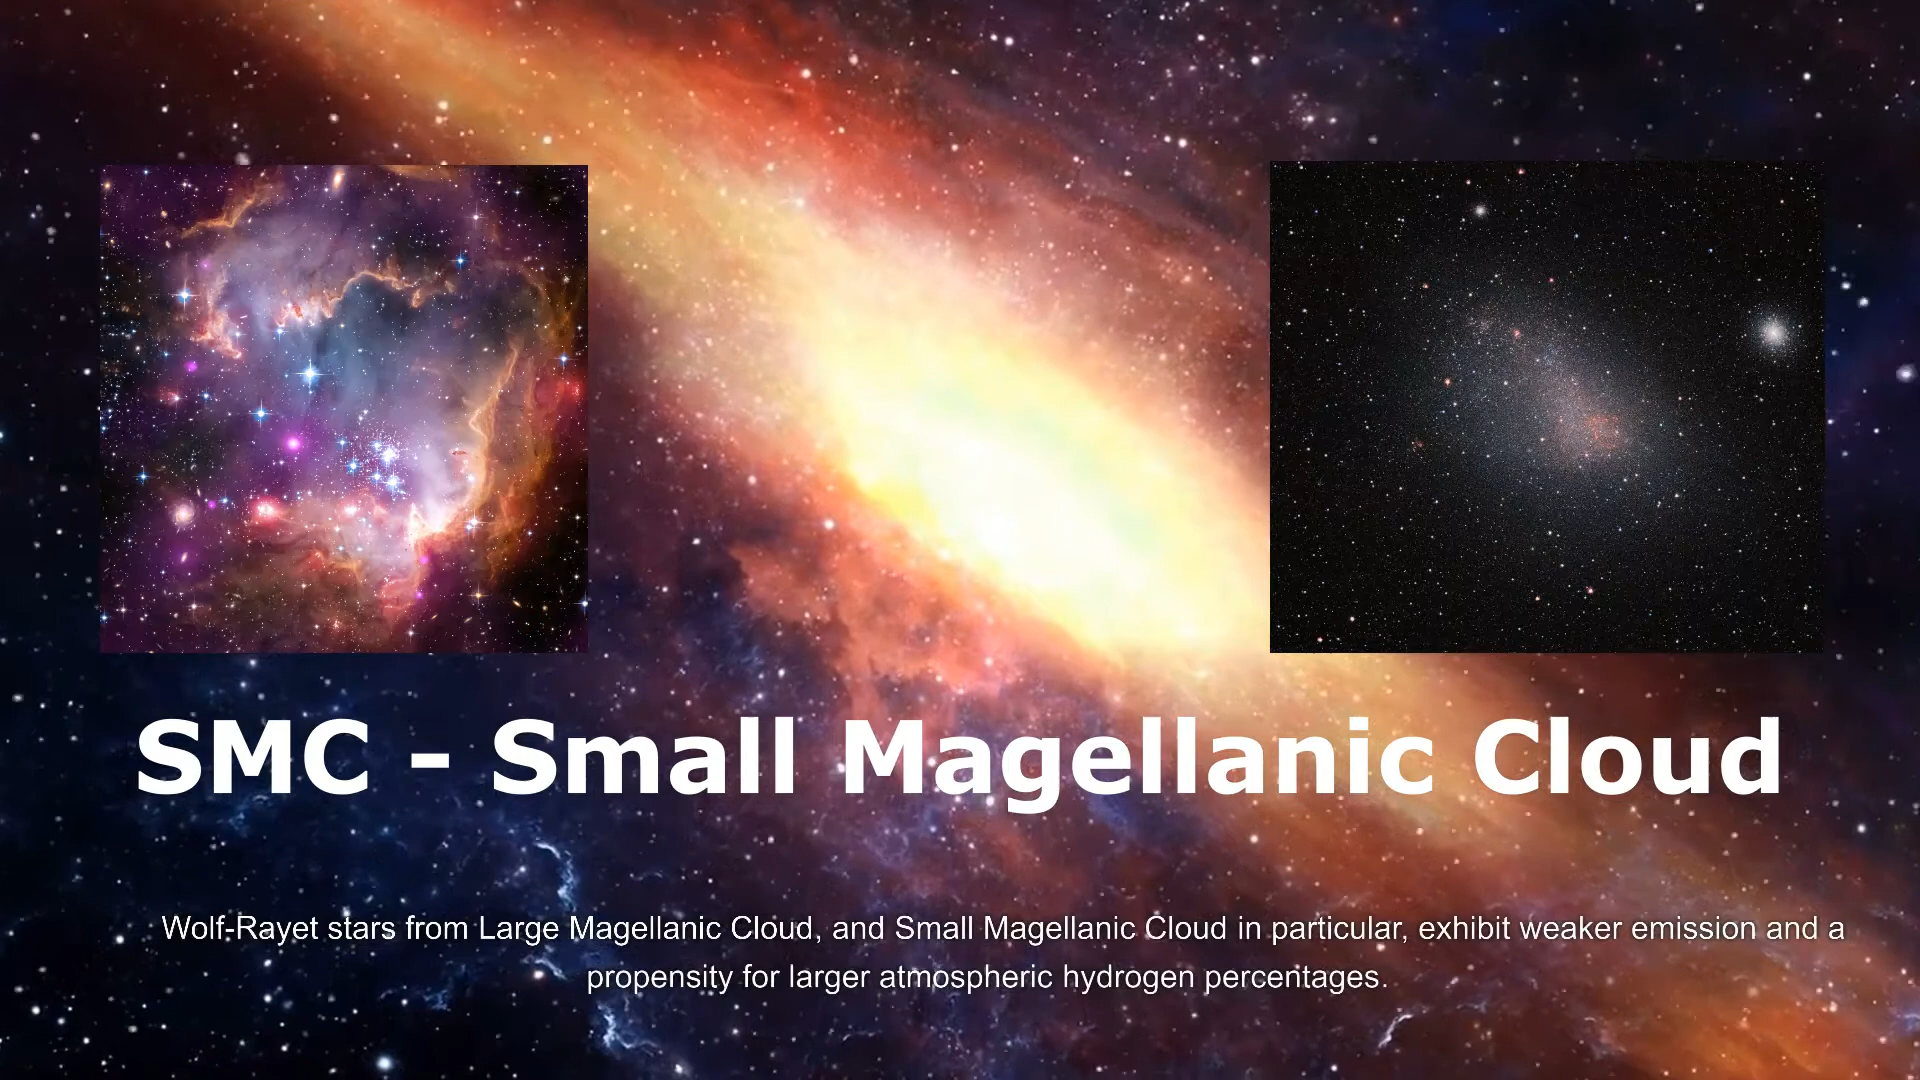 SMC - Small Magellanic Cloud
Wolf-Rayet stars from Large Magellanic Cloud, and Small Magellanic Cloud in particular, exhibit weaker emission and a
propensity for larger atmospheric hydrogen percentages.